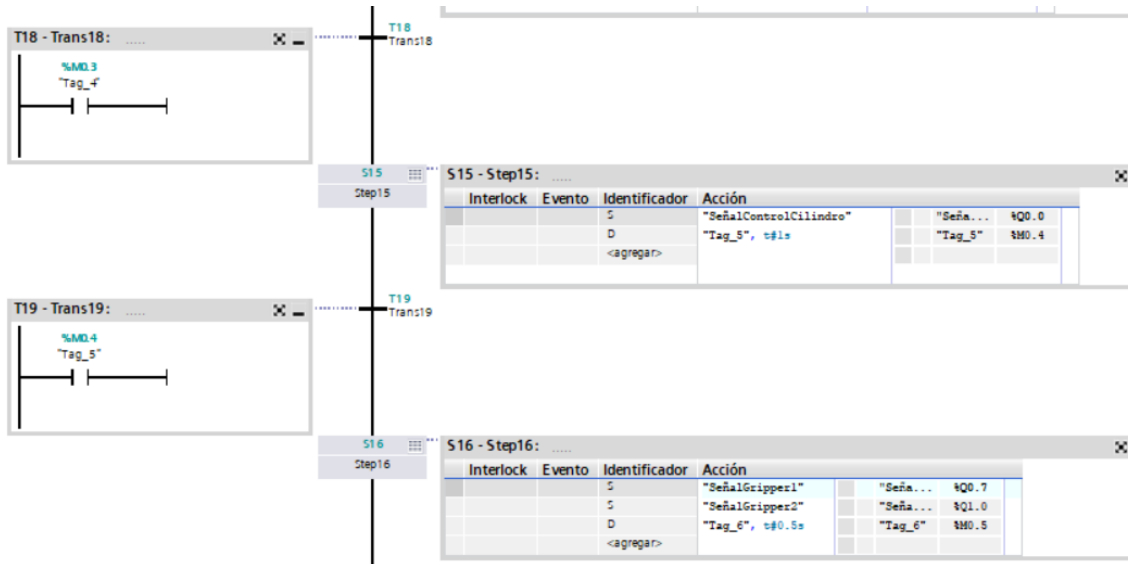 T18 - Trans18: .....
T18
Trans18
%M0.3
"Tag_4"
S15
Step15
S15 - Step15: .....
Interlock Evento Identificador Acción
S "SeñalControlCilindro" "Seña... %Q0.0
D "Tag_5", t#1s "Tag_5" %M0.4
<agregar>
T19 - Trans19: .....
T19
Trans19
%M0.4
"Tag_5"
S16
Step16
S16 - Step16: .....
Interlock Evento Identificador Acción
S "SeñalGripper1" "Seña... %Q0.7
S "SeñalGripper2" "Seña... %Q1.0
D "Tag_6", t#0.5s "Tag_6" %M0.5
<agregar>